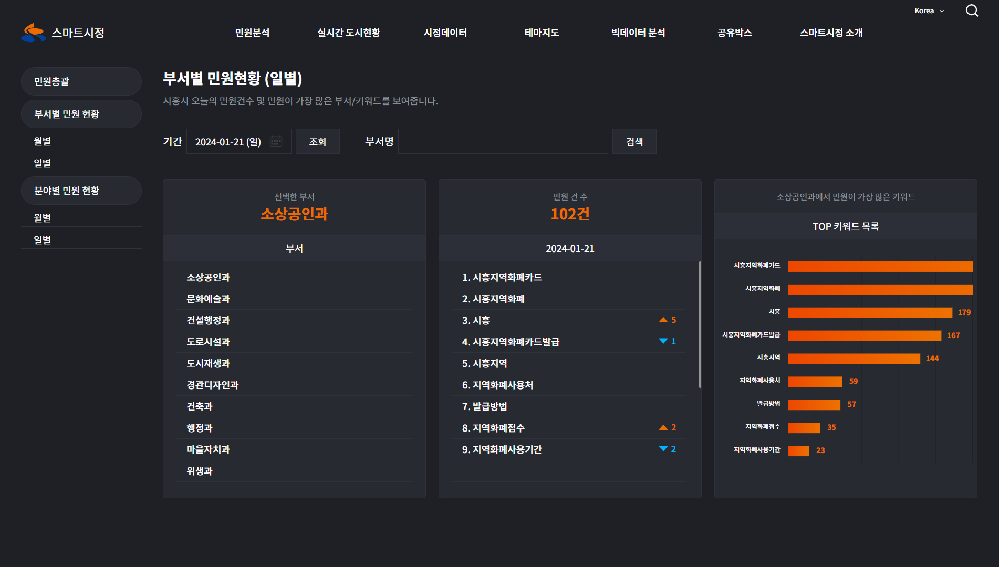 Korea
스마트시정
민원분석 실시간 도시현황 시정데이터 테마지도 빅데이터 분석 공유박스 스마트시정 소개
민원총괄
부서별 민원 현황
월별
일별
분야별 민원 현황
월별
일별
부서별 민원현황 (일별)
시흥시 오늘의 민원건수 및 민원이 가장 많은 부서/키워드를 보여줍니다.
기간 2024-01-21 (일) 조회 부서명 검색
선택한 부서
소상공인과
부서
소상공인과
문화예술과
건설행정과
도로시설과
도시재생과
경관디자인과
건축과
행정과
마을자치과
위생과
민원 건 수
102건
2024-01-21
1. 시흥지역화폐카드
2. 시흥지역화폐
3. 시흥 ▲ 5
4. 시흥지역화폐카드발급 ▼ 1
5. 시흥지역
6. 지역화폐사용처
7. 발급방법
8. 지역화폐접수 ▲ 2
9. 지역화폐사용기간 ▼ 2
소상공인과에서 민원이 가장 많은 키워드
TOP 키워드 목록
시흥지역화폐카드
시흥지역화폐
시흥 179
시흥지역화폐카드발급 167
시흥지역 144
지역화폐사용처 59
발급방법 57
지역화폐접수 35
지역화폐사용기간 23